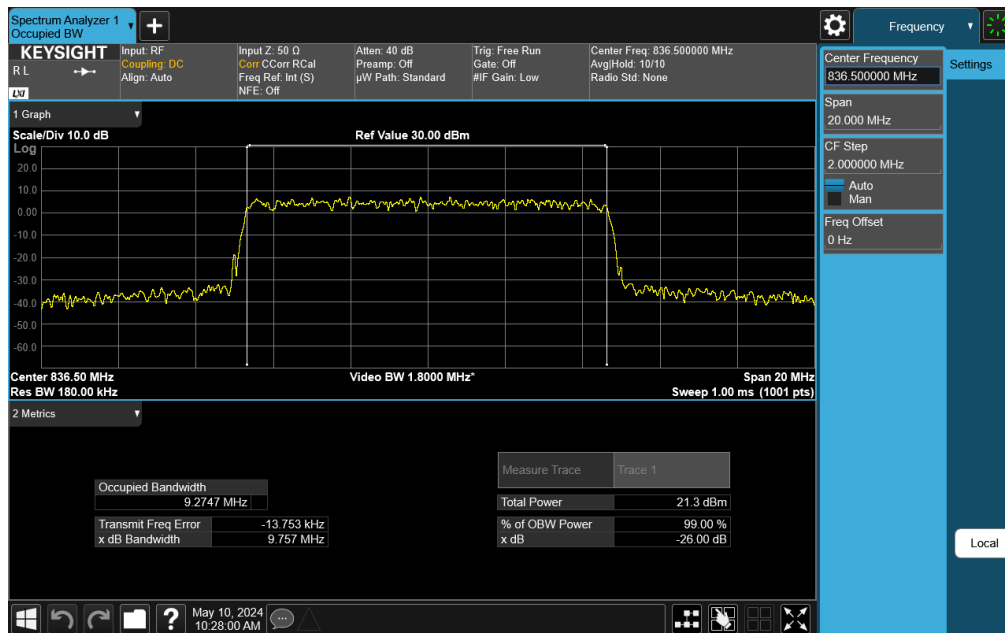 Spectrum Analyzer 1
Occupied BW
Frequency
KEYSIGHT
R L
LXI
Input: RF
Coupling: DC
Align: Auto
Input Z: 50 Ω
Corr CCorr RCal
Freq Ref: Int (S)
NFE: Off
Atten: 40 dB
Preamp: Off
µW Path: Standard
Trig: Free Run
Gate: Off
#IF Gain: Low
Center Freq: 836.500000 MHz
Avg|Hold: 10/10
Radio Std: None
Center Frequency
836.500000 MHz
Settings
Span
20.000 MHz
CF Step
2.000000 MHz
Auto
Man
Freq Offset
0 Hz
1 Graph
Scale/Div 10.0 dB
Ref Value 30.00 dBm
Log
20.0
10.0
0.00
-10.0
-20.0
-30.0
-40.0
-50.0
-60.0
Center 836.50 MHz
Video BW 1.8000 MHz*
Span 20 MHz
Res BW 180.00 kHz
Sweep 1.00 ms (1001 pts)
2 Metrics
Measure Trace
Trace 1
Occupied Bandwidth
9.2747 MHz
Total Power
21.3 dBm
Transmit Freq Error
-13.753 kHz
% of OBW Power
99.00 %
x dB Bandwidth
9.757 MHz
x dB
-26.00 dB
Local
?
May 10, 2024
10:28:00 AM